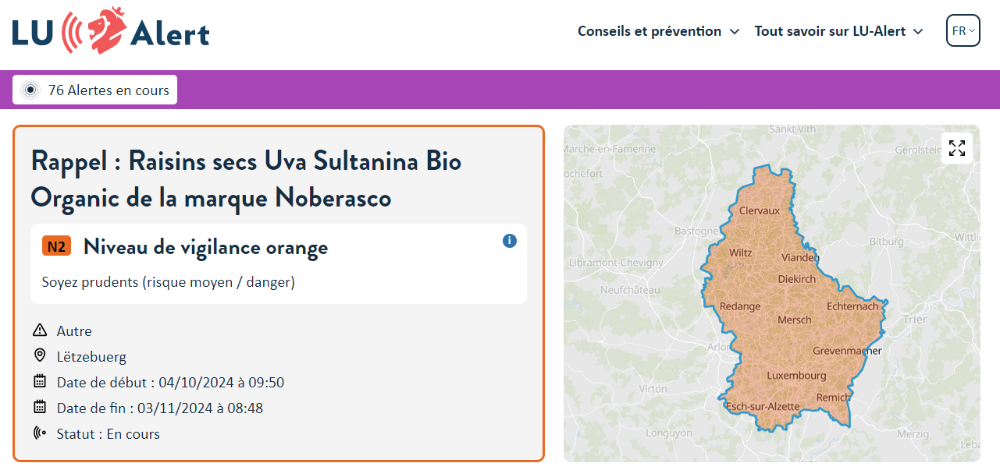 LU Alert
Conseils et prévention
Tout savoir sur LU-Alert
FR
76 Alertes en cours
Rappel : Raisins secs Uva Sultanina Bio
Organic de la marque Noberasco
N2 Niveau de vigilance orange
i
Soyez prudents (risque moyen / danger)
Autre
Lëtzebuerg
Date de début : 04/10/2024 à 09:50
Date de fin : 03/11/2024 à 08:48
Statut : En cours
Sankt Vith
Marche-en-Famenne
Gerolstein
ochefort
Clervaux
Bastogne
Bitburg
Wittli
Wiltz
Vianden
Libramont-Chevigny
Diekirch
Neufchâteau
Redange
Echternach
Mersch
Trier
Arlon
Grevenmacher
Luxembourg
Virton
Remich
Esch-sur-Alzette
Longuyon
Merzig
Leba